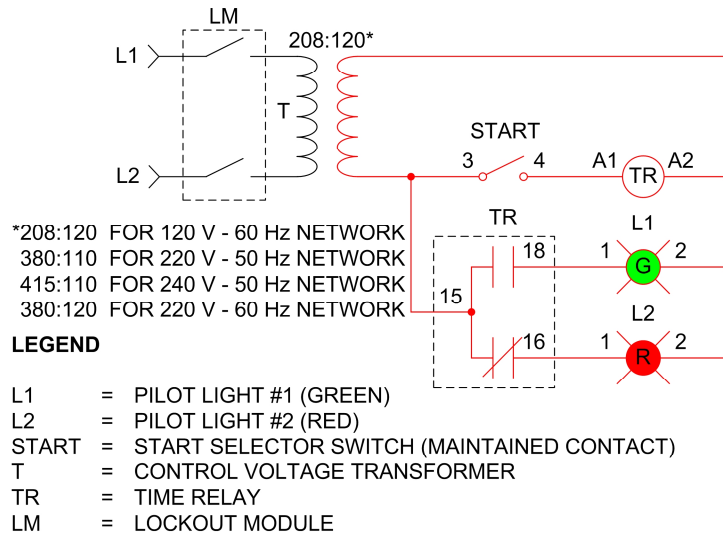 LM
L1
208:120*
T
START
L2
3 4 A1 TR A2
TR
L1
18 1 G 2
15
L2
16 1 R 2
*208:120 FOR 120 V - 60 Hz NETWORK
380:110 FOR 220 V - 50 Hz NETWORK
415:110 FOR 240 V - 50 Hz NETWORK
380:120 FOR 220 V - 60 Hz NETWORK
LEGEND
L1 = PILOT LIGHT #1 (GREEN)
L2 = PILOT LIGHT #2 (RED)
START = START SELECTOR SWITCH (MAINTAINED CONTACT)
T = CONTROL VOLTAGE TRANSFORMER
TR = TIME RELAY
LM = LOCKOUT MODULE